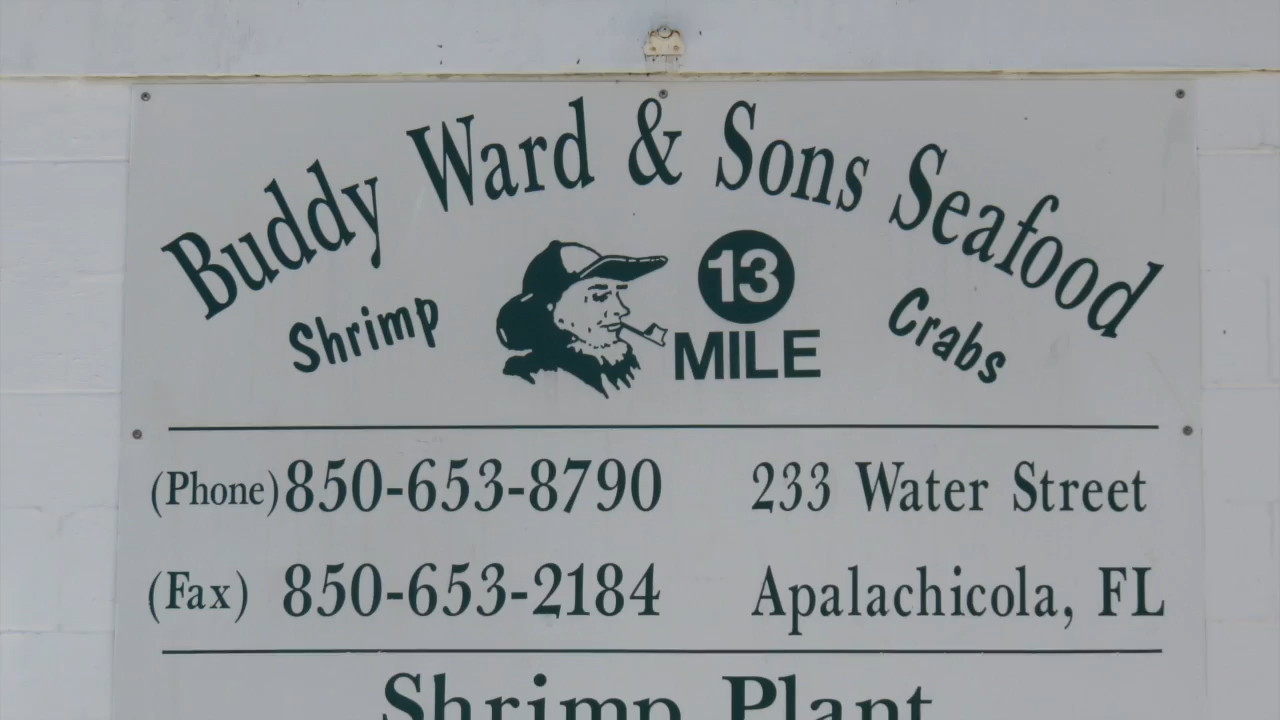 Buddy Ward & Sons Seafood
Shrimp
13
MILE
Crabs
(Phone) 850-653-8790
233 Water Street
(Fax) 850-653-2184
Apalachicola, FL
Shrimp Plant